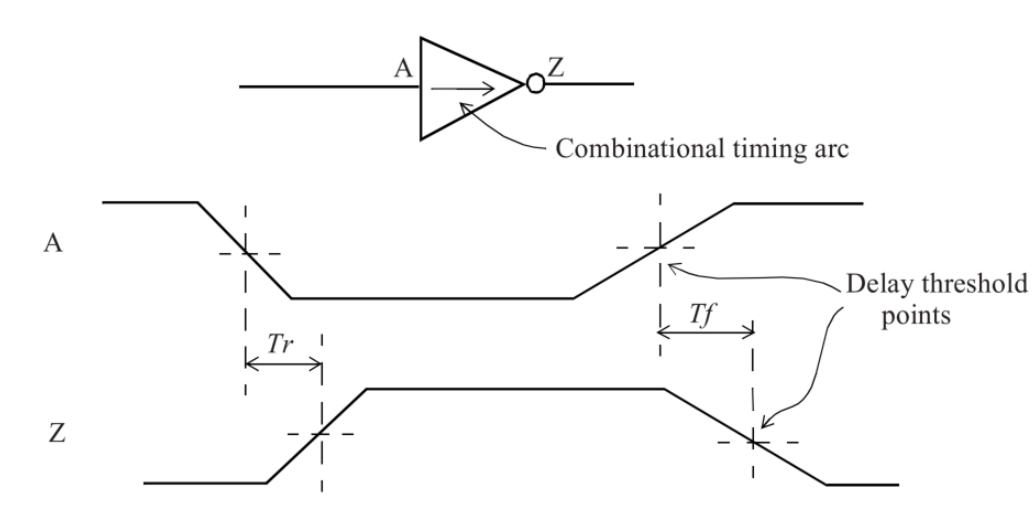 A
Z
Combinational timing arc
A
Delay threshold
points
Tf
Tr
Z